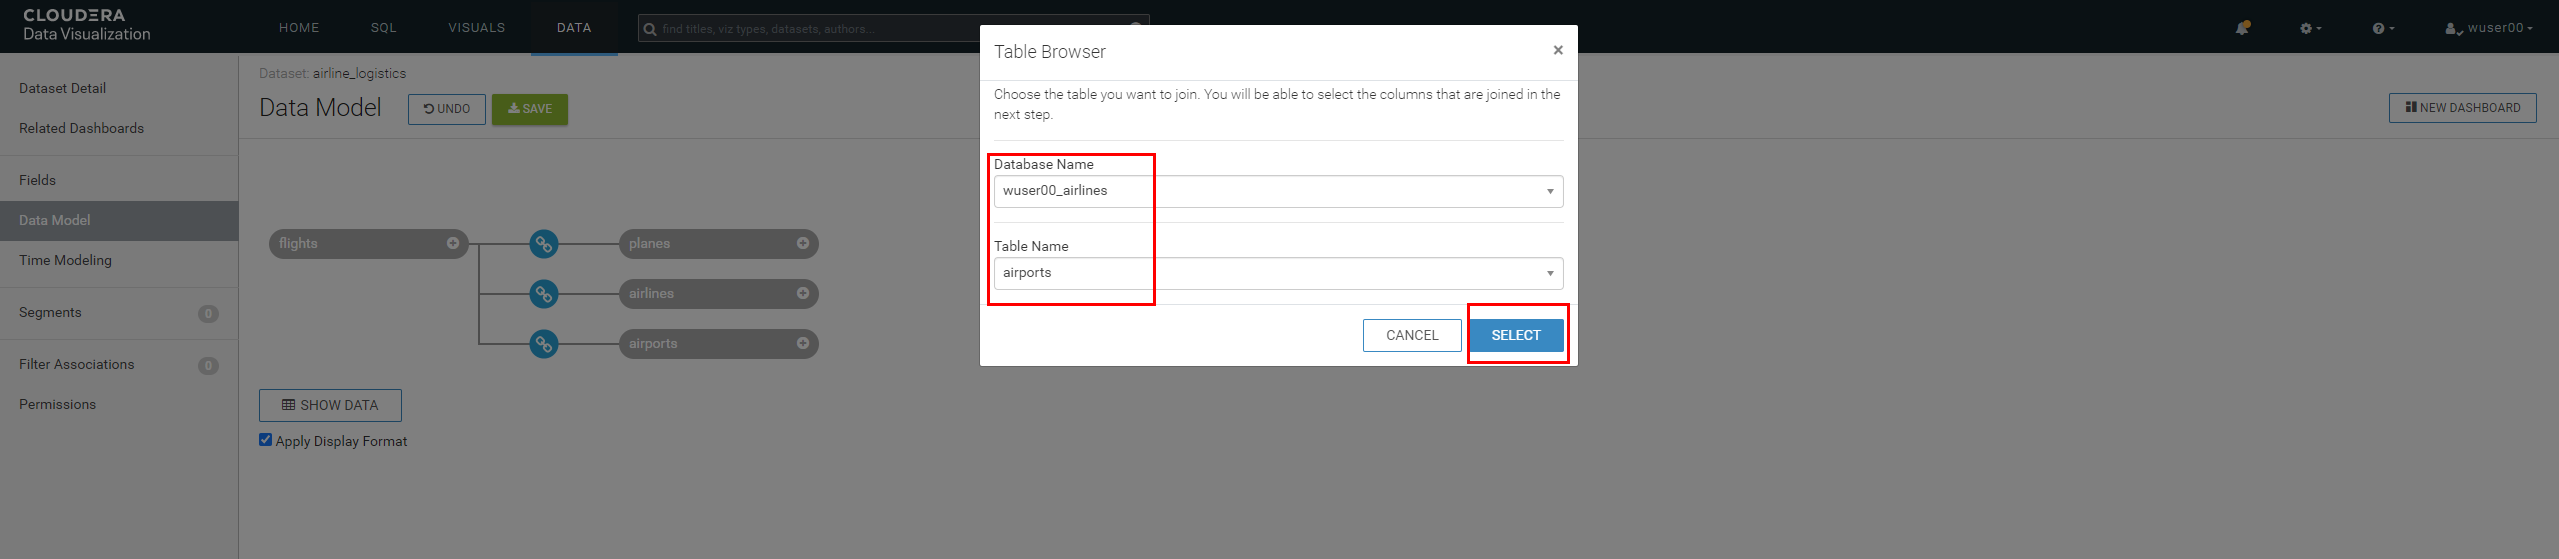 CLOUDERA
Data Visualization
HOME
SQL
VISUALS
DATA
find titles, viz types, datasets, authors...
wuser00
Dataset Detail
Related Dashboards
Fields
Data Model
Time Modeling
Segments 0
Filter Associations 0
Permissions
Dataset: airline_logistics
Data Model
UNDO
SAVE
NEW DASHBOARD
flights
planes
airlines
airports
SHOW DATA
Apply Display Format
Table Browser
×
Choose the table you want to join. You will be able to select the columns that are joined in the
next step.
Database Name
wuser00_airlines
Table Name
airports
CANCEL
SELECT